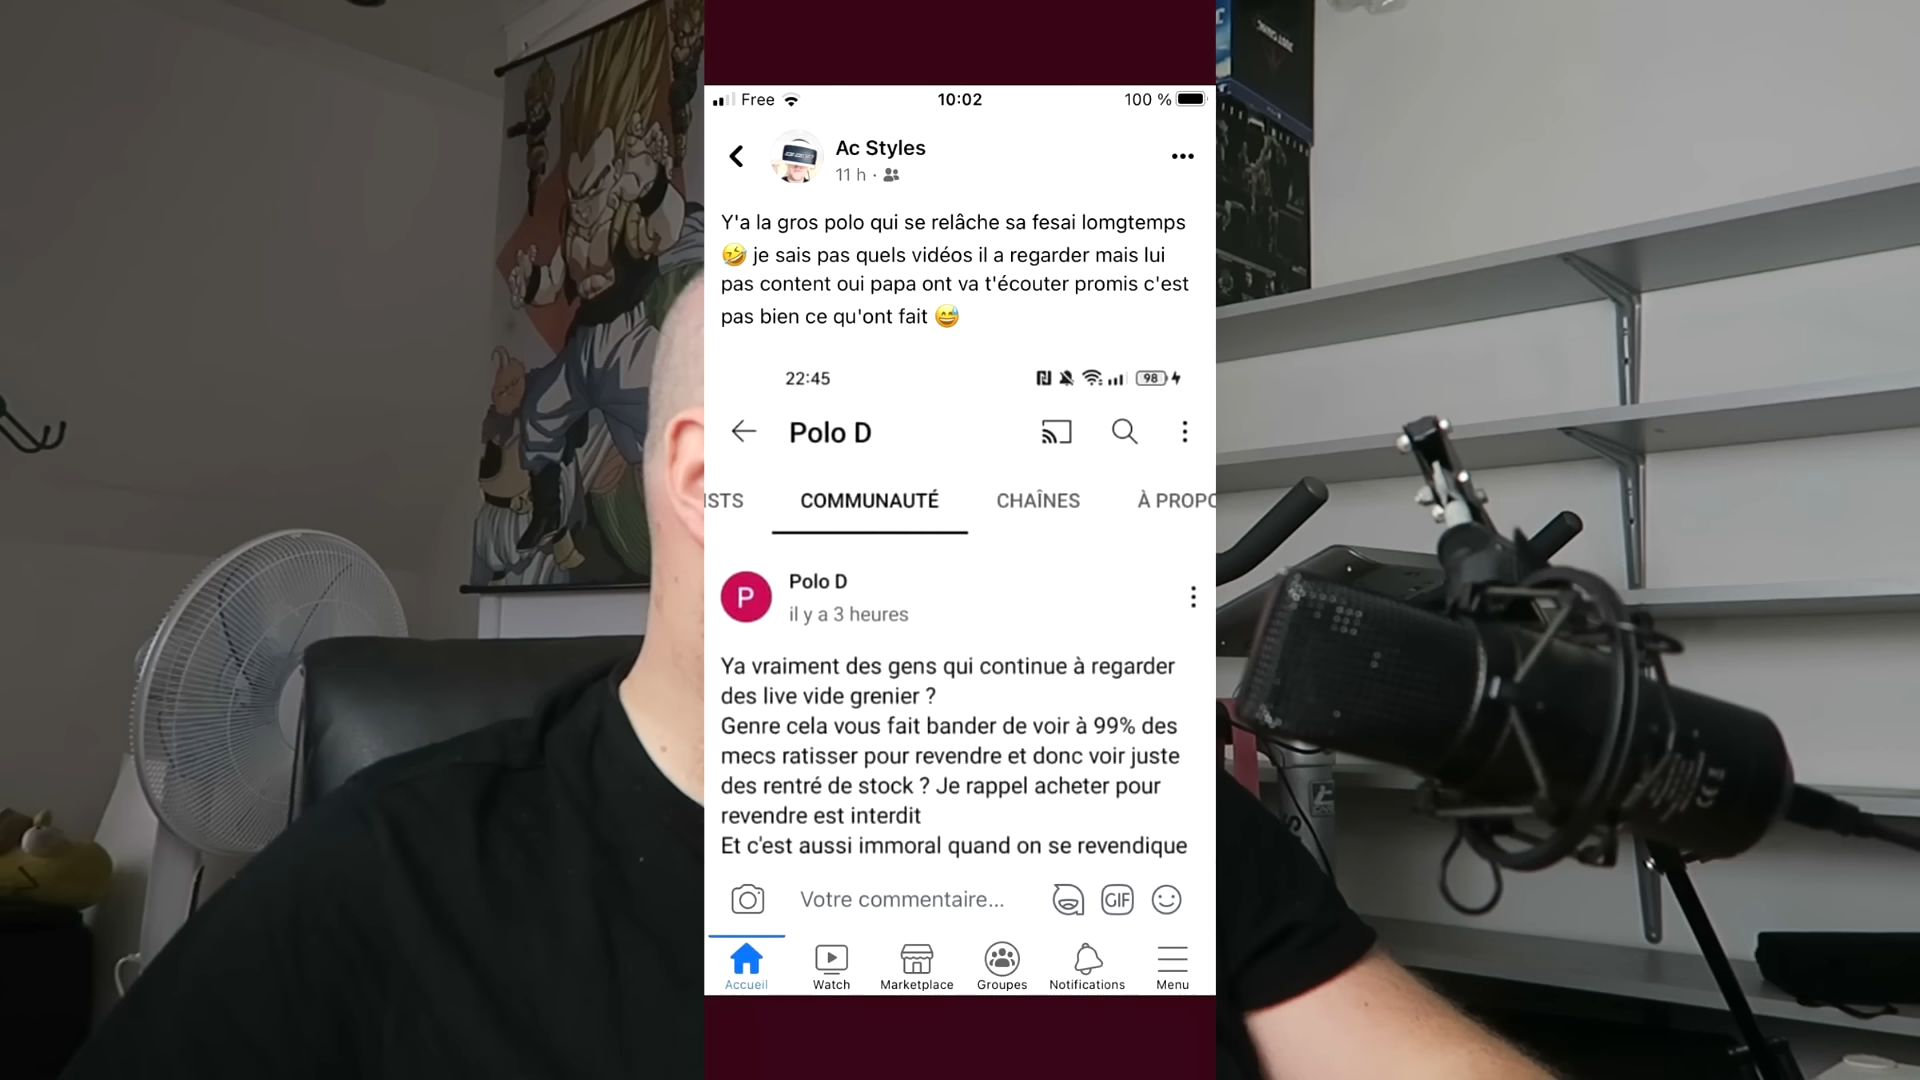 Free
10:02
100 %
Ac Styles
11 h ·
Y'a la gros polo qui se relâche sa fesai lomgtemps
🤣 je sais pas quels vidéos il a regarder mais lui
pas content oui papa ont va t'écouter promis c'est
pas bien ce qu'ont fait 😅
22:45
98
Polo D
ISTS
COMMUNAUTÉ
CHAÎNES
À PROPO
P
Polo D
il y a 3 heures
Ya vraiment des gens qui continue à regarder
des live vide grenier ?
Genre cela vous fait bander de voir à 99% des
mecs ratisser pour revendre et donc voir juste
des rentré de stock ? Je rappel acheter pour
revendre est interdit
Et c'est aussi immoral quand on se revendique
Votre commentaire...
GIF
Accueil
Watch
Marketplace
Groupes
Notifications
Menu